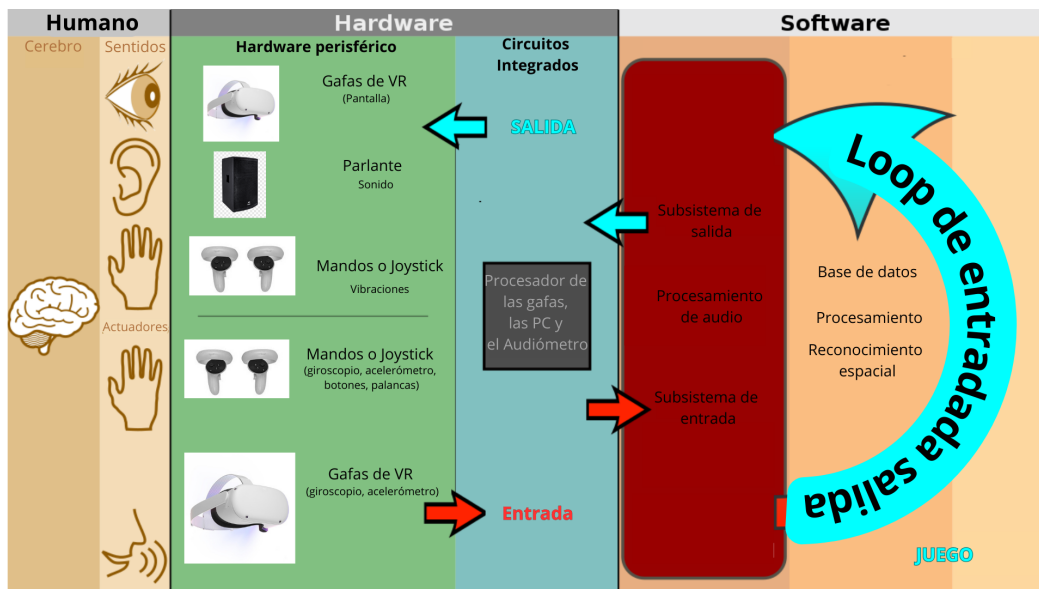 Humano
Hardware
Software
Cerebro
Sentidos
Actuadores
Hardware perisférico
Gafas de VR
(Pantalla)
Parlante
Sonido
Mandos o Joystick
Vibraciones
Mandos o Joystick
(giroscopio, acelerómetro,
botones, palancas)
Gafas de VR
(giroscopio, acelerómetro)
Circuitos
Integrados
SALIDA
Procesador de
las gafas,
las PC y
el Audiómetro
Entrada
Subsistema de
salida
Procesamiento
de audio
Subsistema de
entrada
Base de datos
Procesamiento
Reconocimiento
espacial
Loop de entradada salida
JUEGO